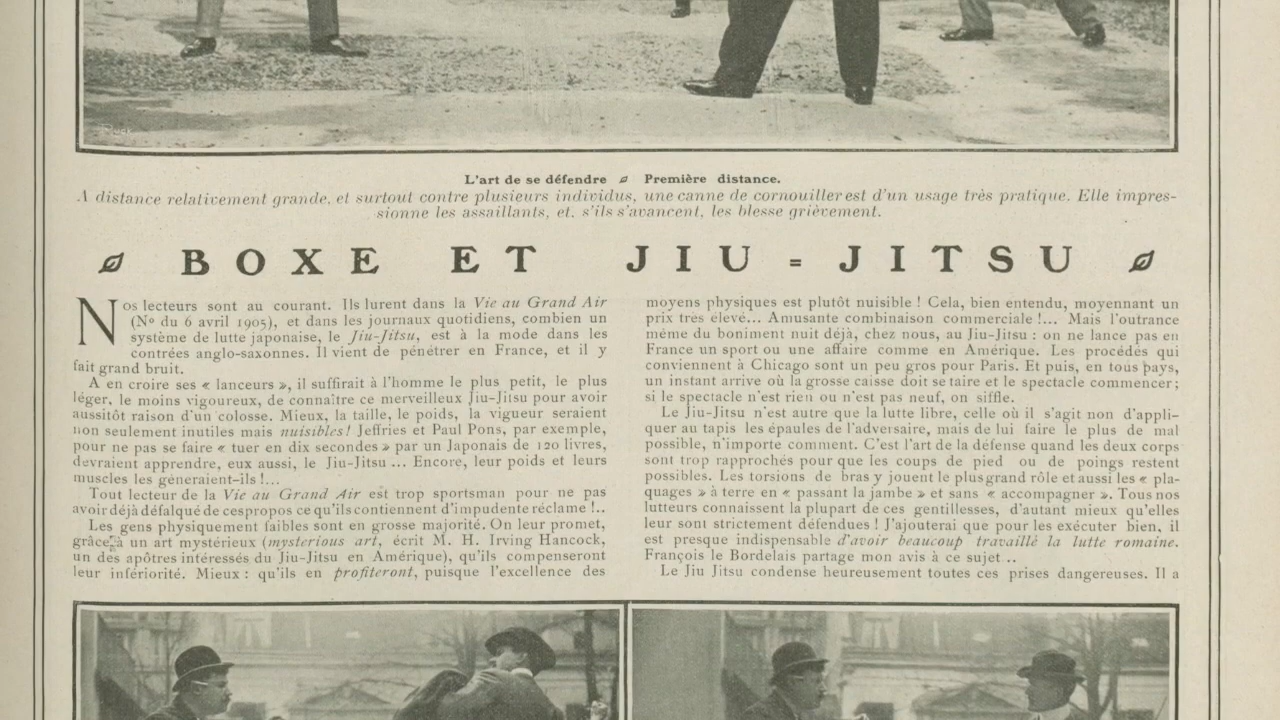 L'art de se défendre Première distance.
A distance relativement grande, et surtout contre plusieurs individus, une canne de cornouiller est d'un usage très pratique. Elle impres-
sionne les assaillants, et, s'ils s'avancent, les blesse grièvement.
BOXE ET JIU=JITSU
Nos lecteurs sont au courant. Ils lurent dans la Vie au Grand Air
(No du 6 avril 1905), et dans les journaux quotidiens, combien un
système de lutte japonaise, le Jiu-Jitsu, est à la mode dans les
contrées anglo-saxonnes. Il vient de pénétrer en France, et il y
fait grand bruit.
A en croire ses « lanceurs », il suffirait à l'homme le plus petit, le plus
léger, le moins vigoureux, de connaître ce merveilleux Jiu-Jitsu pour avoir
aussitôt raison d'un colosse. Mieux, la taille, le poids, la vigueur seraient
non seulement inutiles mais nuisibles! Jeffries et Paul Pons, par exemple,
pour ne pas se faire « tuer en dix secondes » par un Japonais de 120 livres,
devraient apprendre, eux aussi, le Jiu-Jitsu ... Encore, leur poids et leurs
muscles les gêneraient-ils !...
Tout lecteur de la Vie au Grand Air est trop sportsman pour ne pas
avoir déjà défalqué de ces propos ce qu'ils contiennent d'impudente réclame !..
Les gens physiquement faibles sont en grosse majorité. On leur promet,
grâce à un art mystérieux (mysterious art, écrit M. H. Irving Hancock,
un des apôtres intéressés du Jiu-Jitsu en Amérique), qu'ils compenseront
leur infériorité. Mieux : qu'ils en profiteront, puisque l'excellence des
moyens physiques est plutôt nuisible ! Cela, bien entendu, moyennant un
prix très élevé... Amusante combinaison commerciale !... Mais l'outrance
même du boniment nuit déjà, chez nous, au Jiu-Jitsu : on ne lance pas en
France un sport ou une affaire comme en Amérique. Les procédés qui
conviennent à Chicago sont un peu gros pour Paris. Et puis, en tous pays,
un instant arrive où la grosse caisse doit se taire et le spectacle commencer;
si le spectacle n'est rien ou n'est pas neuf, on siffle.
Le Jiu-Jitsu n'est autre que la lutte libre, celle où il s'agit non d'appli-
quer au tapis les épaules de l'adversaire, mais de lui faire le plus de mal
possible, n'importe comment. C'est l'art de la défense quand les deux corps
sont trop rapprochés pour que les coups de pied ou de poings restent
possibles. Les torsions de bras y jouent le plus grand rôle et aussi les « pla-
quages » à terre en « passant la jambe » et sans « accompagner ». Tous nos
lutteurs connaissent la plupart de ces gentillesses, d'autant mieux qu'elles
leur sont strictement défendues ! J'ajouterai que pour les exécuter bien, il
est presque indispensable d'avoir beaucoup travaillé la lutte romaine.
François le Bordelais partage mon avis à ce sujet ..
Le Jiu Jitsu condense heureusement toutes ces prises dangereuses. Il a